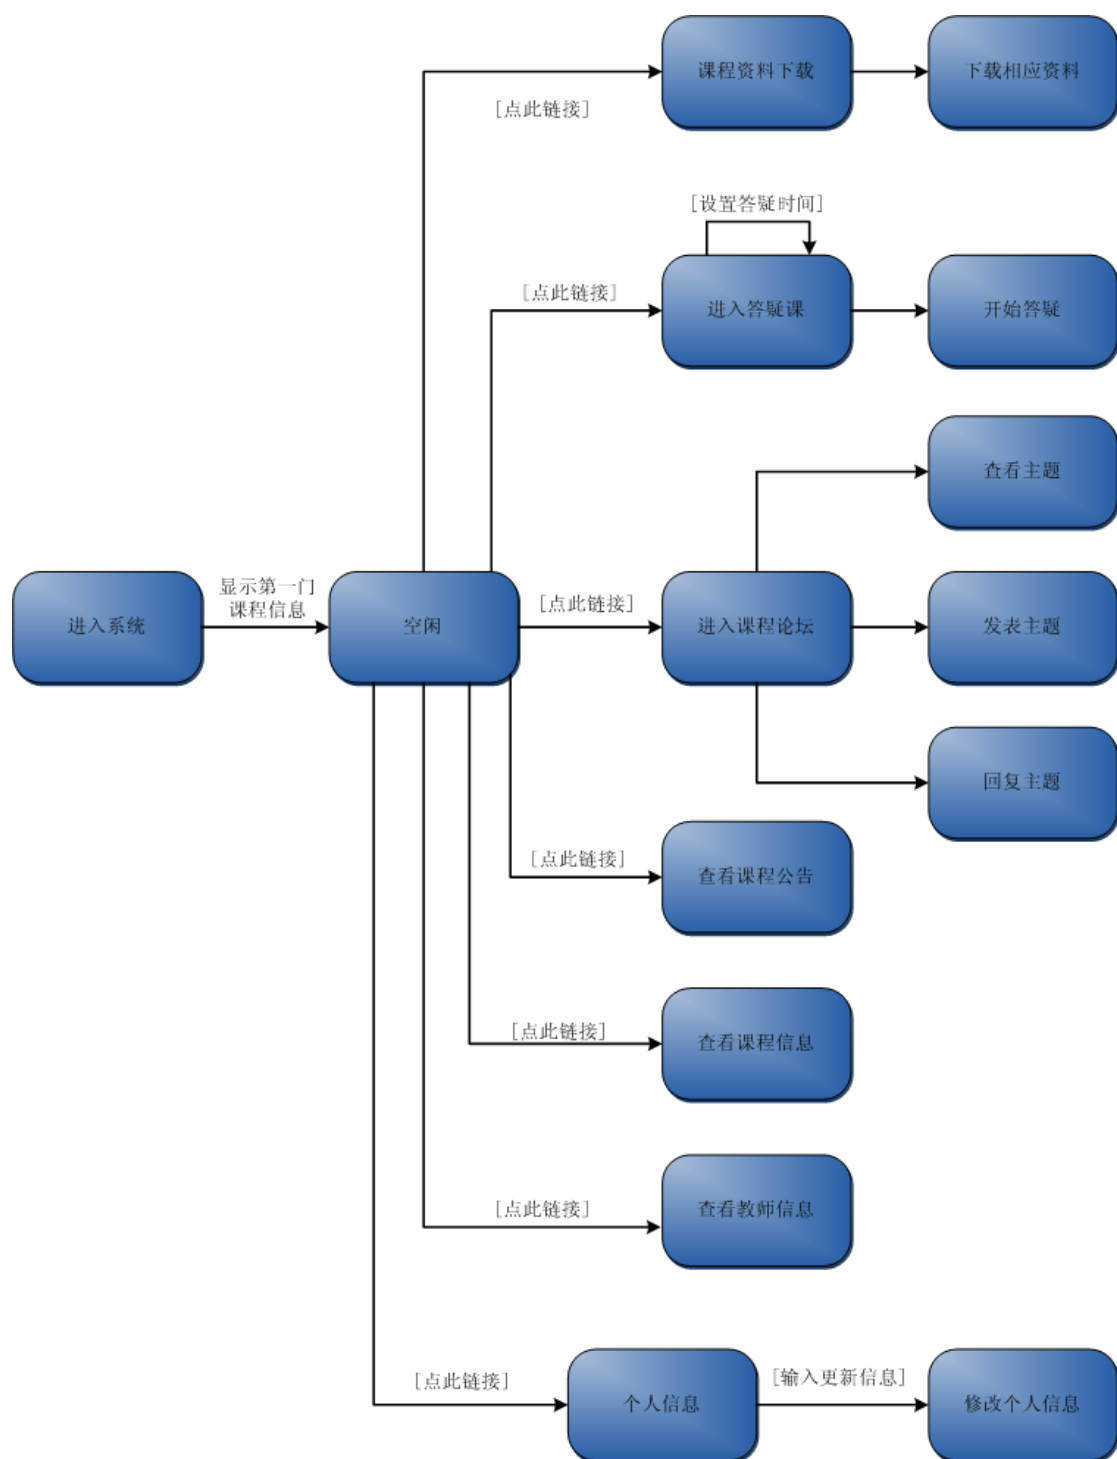 课程资料下载
下载相应资料
[点此链接]
[设置答疑时间]
[点此链接]
进入答疑课
开始答疑
查看主题
进入系统
显示第一门
课程信息
空闲
[点此链接]
进入课程论坛
发表主题
回复主题
[点此链接]
查看课程公告
[点此链接]
查看课程信息
[点此链接]
查看教师信息
[点此链接]
个人信息
[输入更新信息]
修改个人信息